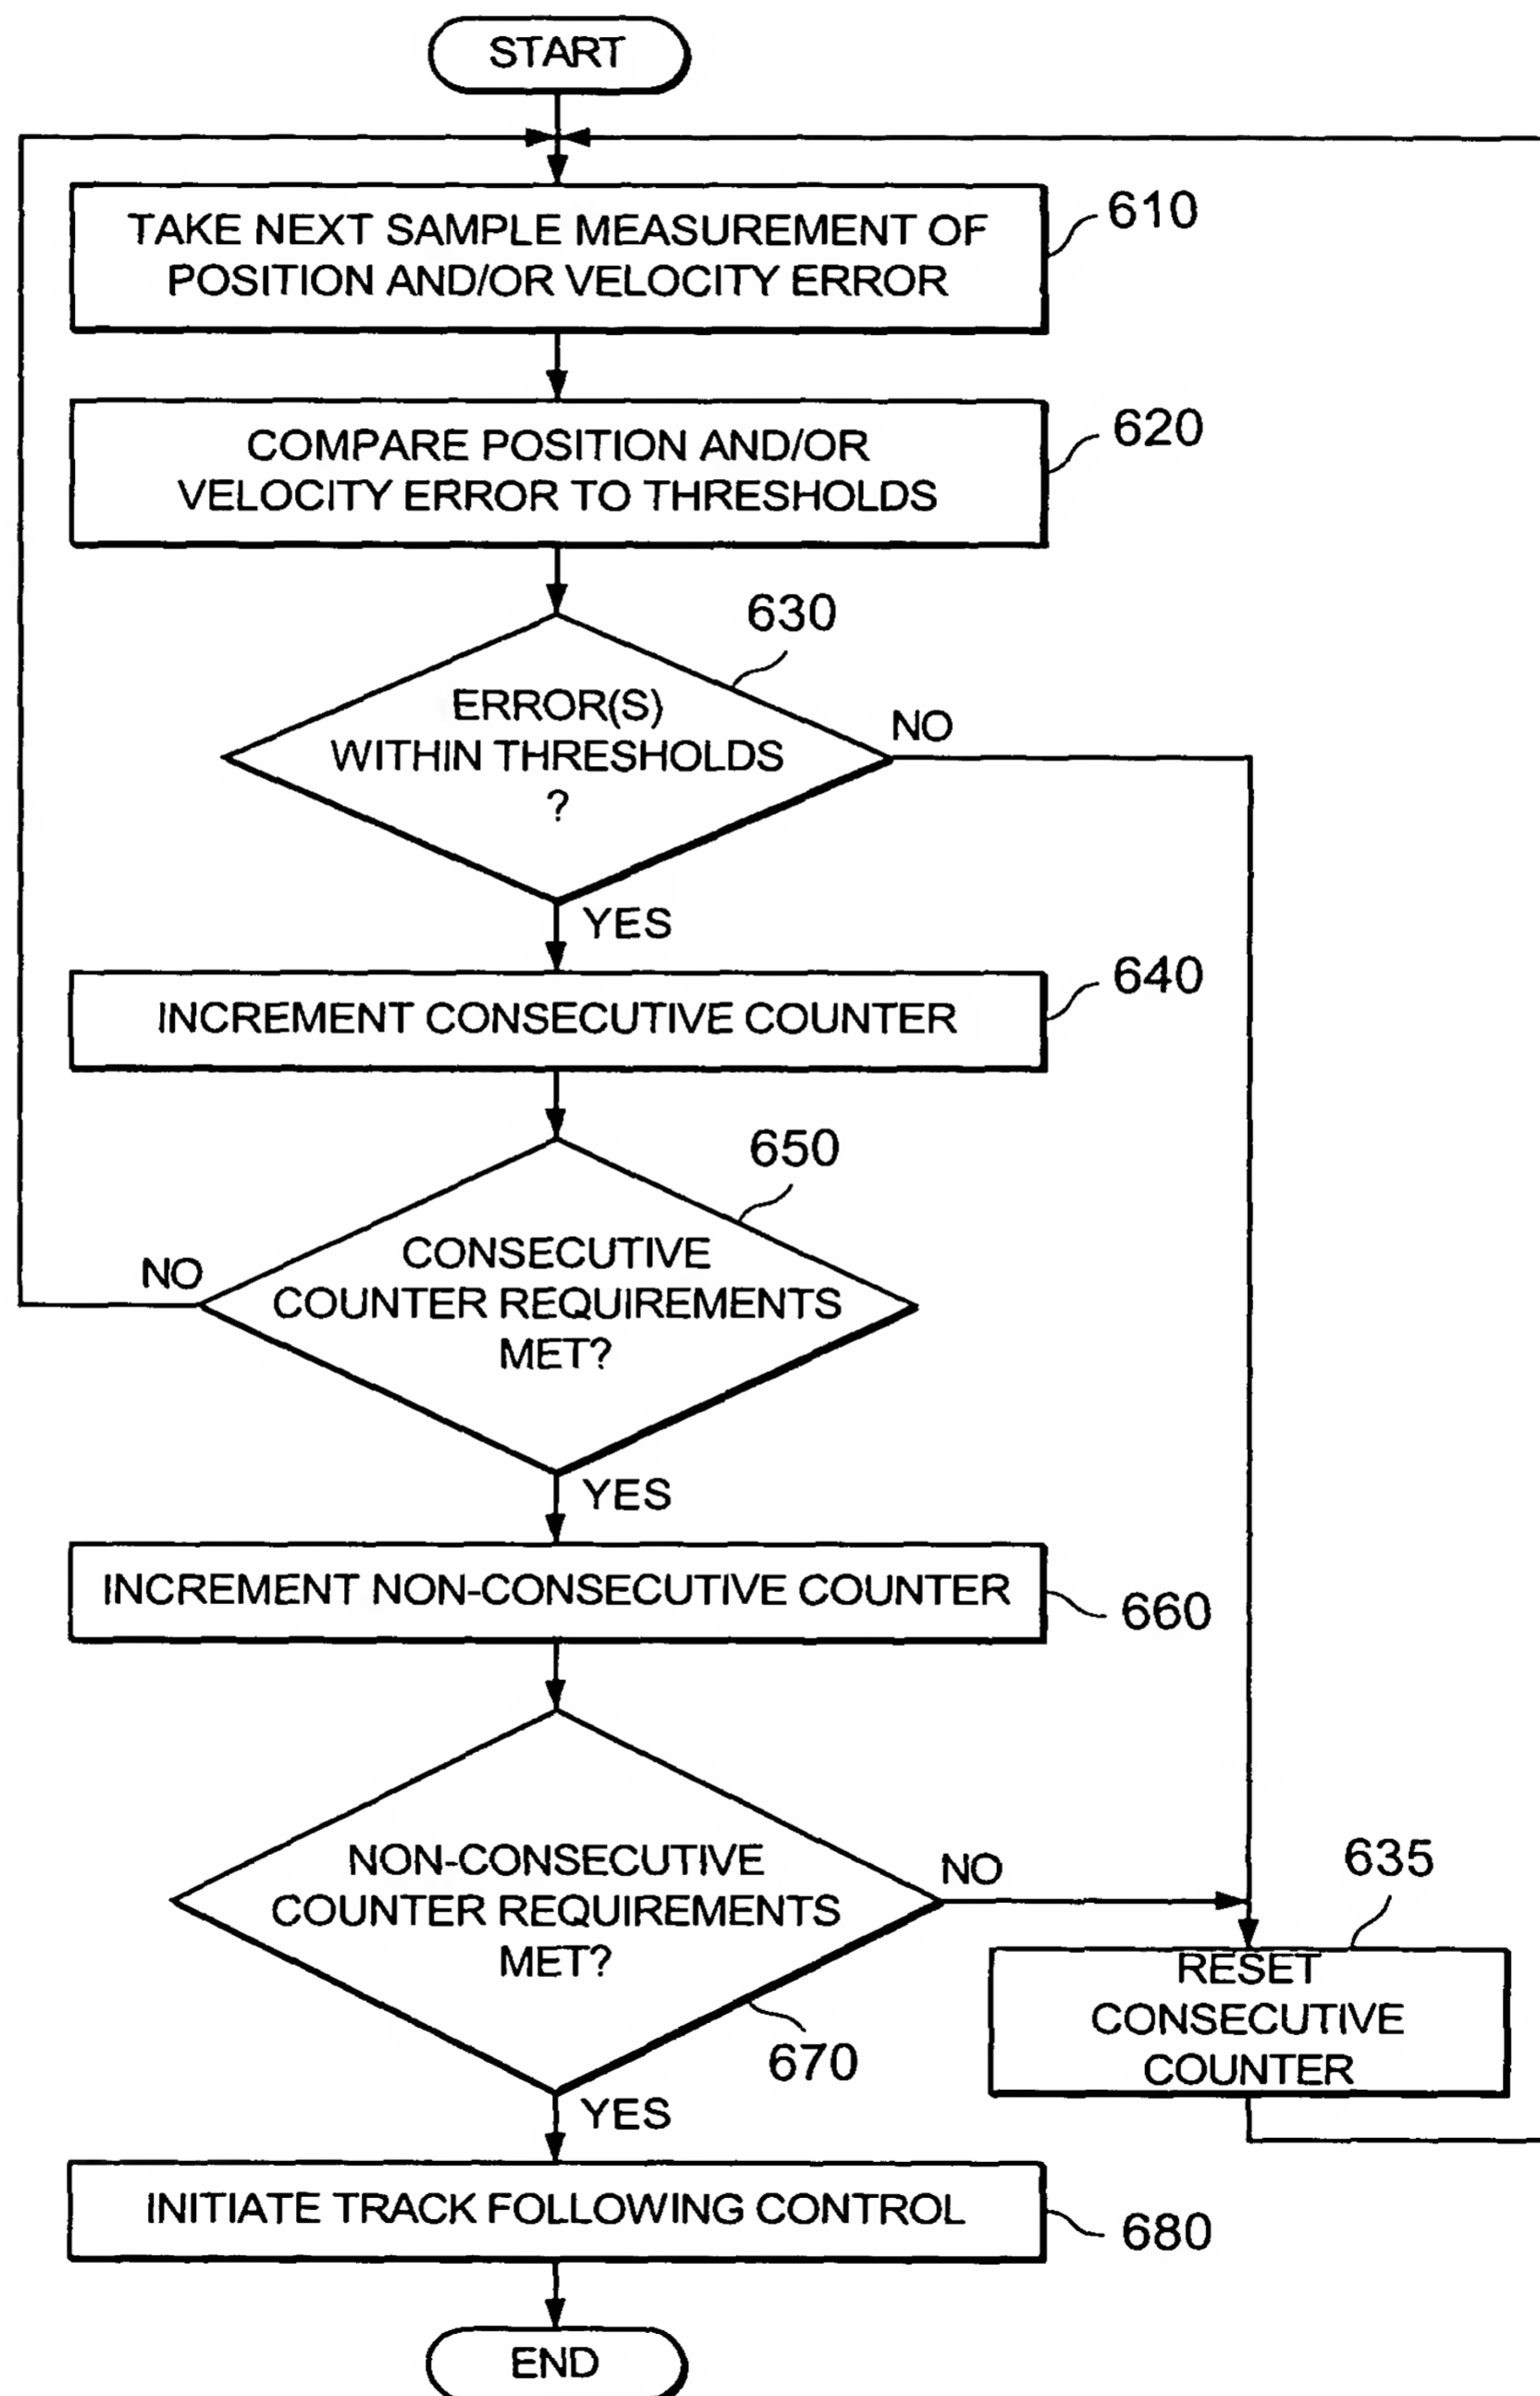 START
TAKE NEXT SAMPLE MEASUREMENT OF
POSITION AND/OR VELOCITY ERROR
610
COMPARE POSITION AND/OR
VELOCITY ERROR TO THRESHOLDS
620
630
ERROR(S)
WITHIN THRESHOLDS
?
NO
YES
INCREMENT CONSECUTIVE COUNTER
640
650
CONSECUTIVE
COUNTER REQUIREMENTS
MET?
NO
YES
INCREMENT NON-CONSECUTIVE COUNTER
660
NON-CONSECUTIVE
COUNTER REQUIREMENTS
MET?
NO
670
635
RESET
CONSECUTIVE
COUNTER
YES
INITIATE TRACK FOLLOWING CONTROL
680
END